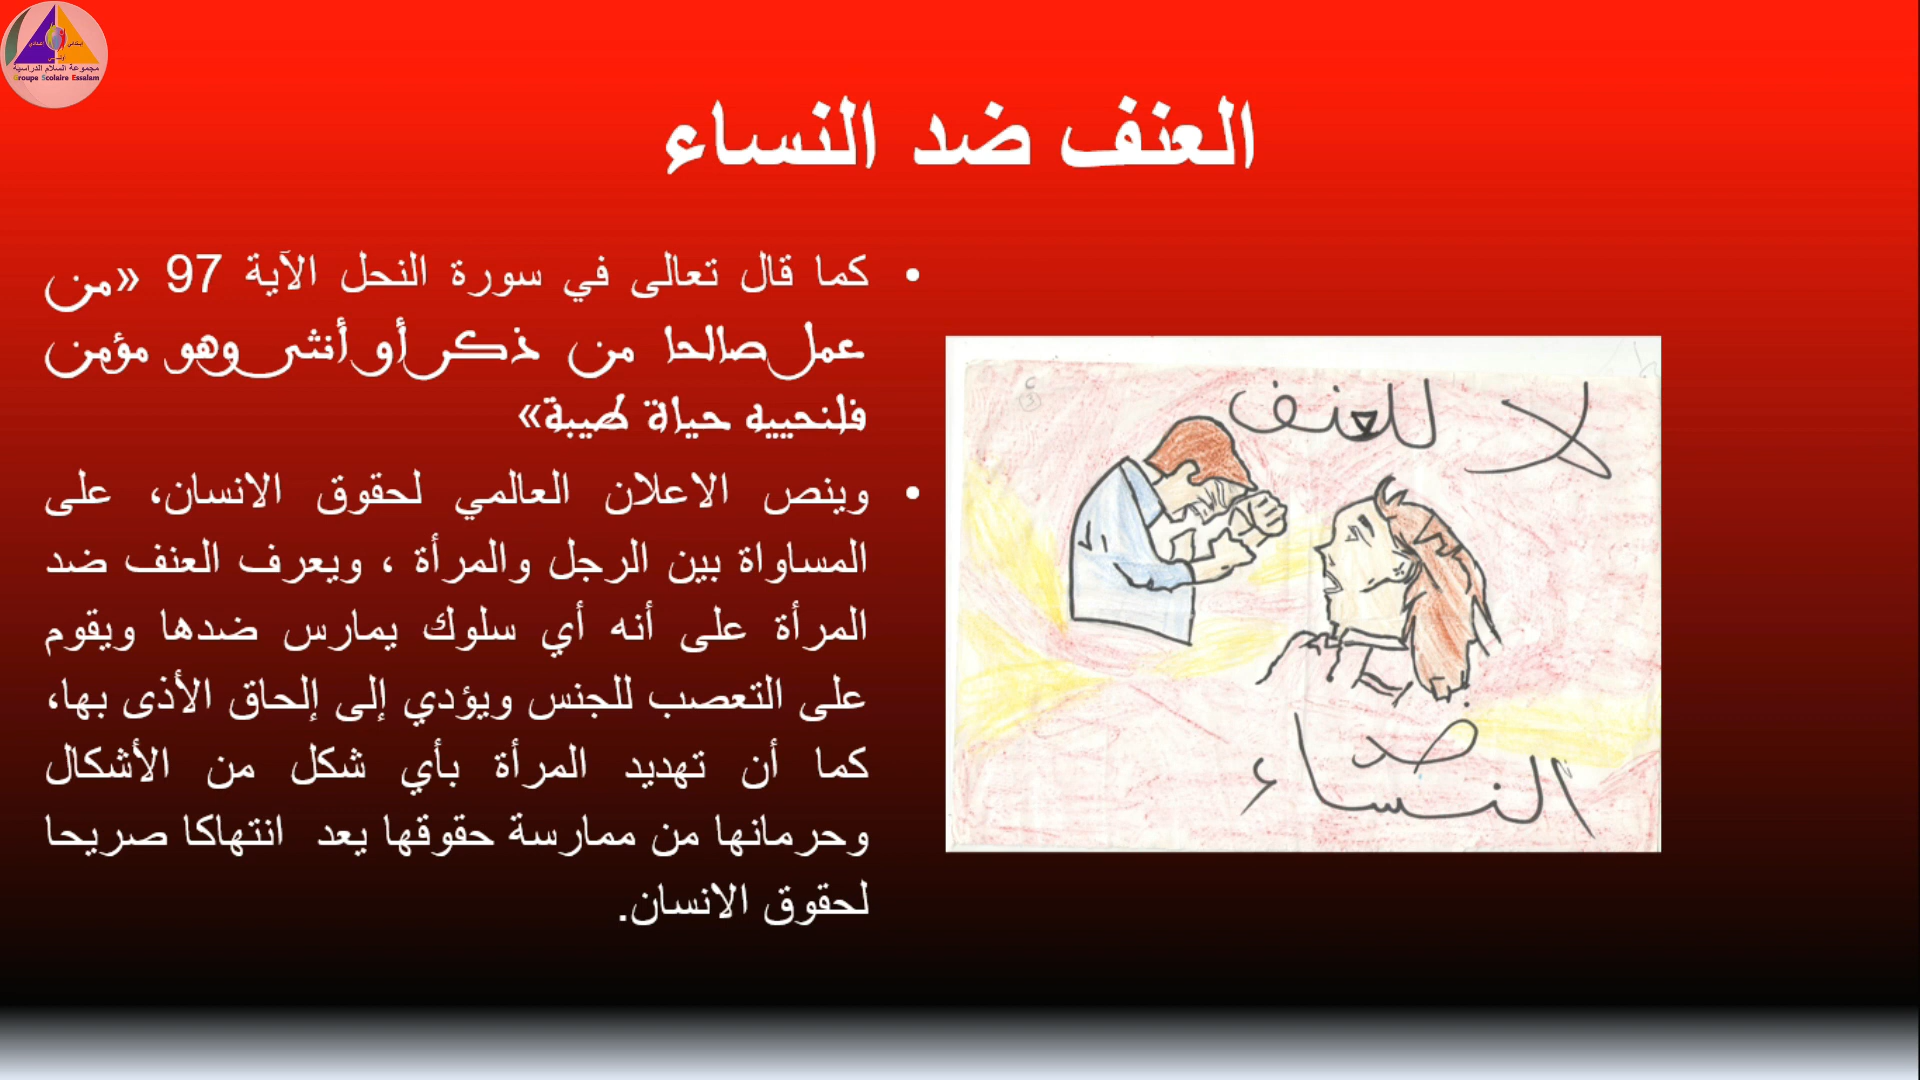 مجموعة السلام الدراسية
Groupe Scolaire Essalam
العنف ضد النساء
• كما قال تعالى في سورة النحل الآية 97 «من
عمل صالحا من ذكر أو أنثى وهو مؤمن
فلنحييه حياة طيبة»
• وينص الاعلان العالمي لحقوق الانسان، على
المساواة بين الرجل والمرأة ، ويعرف العنف ضد
المرأة على أنه أي سلوك يمارس ضدها ويقوم
على التعصب للجنس ويؤدي إلى إلحاق الأذى بها،
كما أن تهديد المرأة بأي شكل من الأشكال
وحرمانها من ممارسة حقوقها يعد انتهاكا صريحا
لحقوق الانسان.
لا للعنف
ضد
النساء